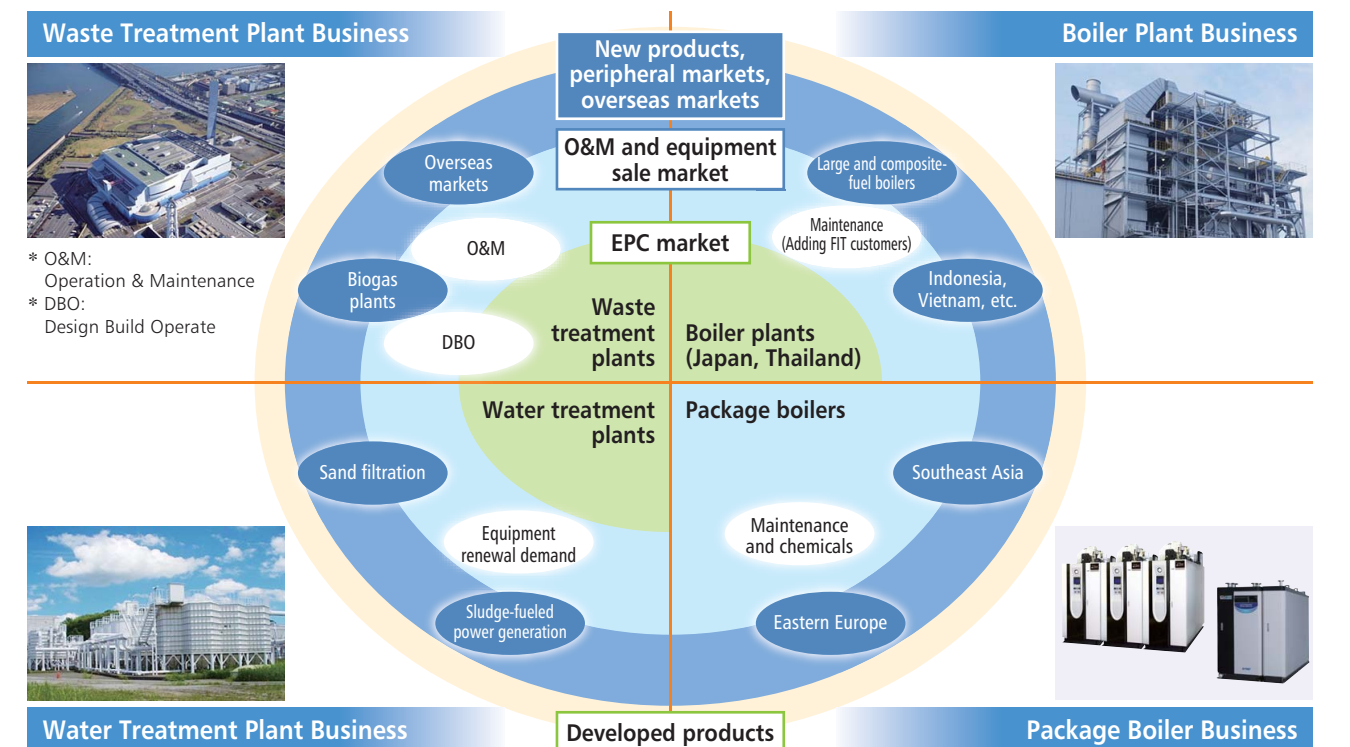 Waste Treatment Plant Business
Boiler Plant Business
New products,
peripheral markets,
overseas markets
O&M and equipment
sale market
EPC market
Overseas
markets
O&M
Biogas
plants
DBO
Waste
treatment
plants
Large and composite-
fuel boilers
Maintenance
(Adding FIT customers)
Indonesia,
Vietnam, etc.
Boiler plants
(Japan, Thailand)
* O&M:
Operation & Maintenance
* DBO:
Design Build Operate
Water treatment
plants
Sand filtration
Equipment
renewal demand
Sludge-fueled
power generation
Package boilers
Southeast Asia
Maintenance
and chemicals
Eastern Europe
Water Treatment Plant Business
Developed products
Package Boiler Business